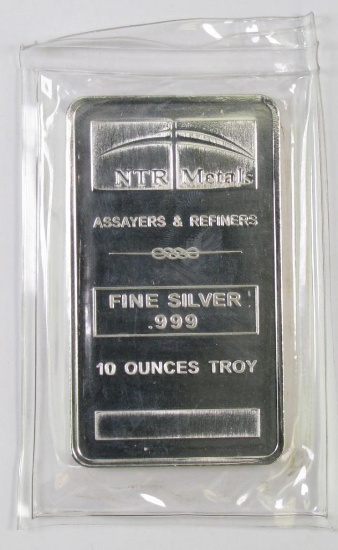 NTR Metals
ASSAYERS & REFINERS
FINE SILVER
.999
10 OUNCES TROY